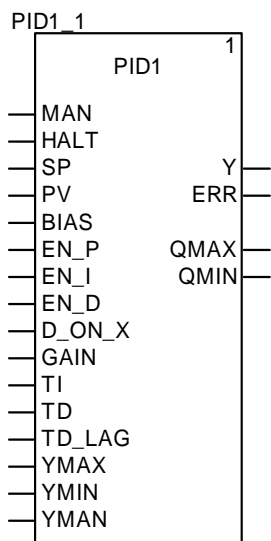 PID1_1
1
PID1
MAN
HALT
SP Y
PV ERR
BIAS
EN_P QMAX
EN_I QMIN
EN_D
D_ON_X
GAIN
TI
TD
TD_LAG
YMAX
YMIN
YMAN